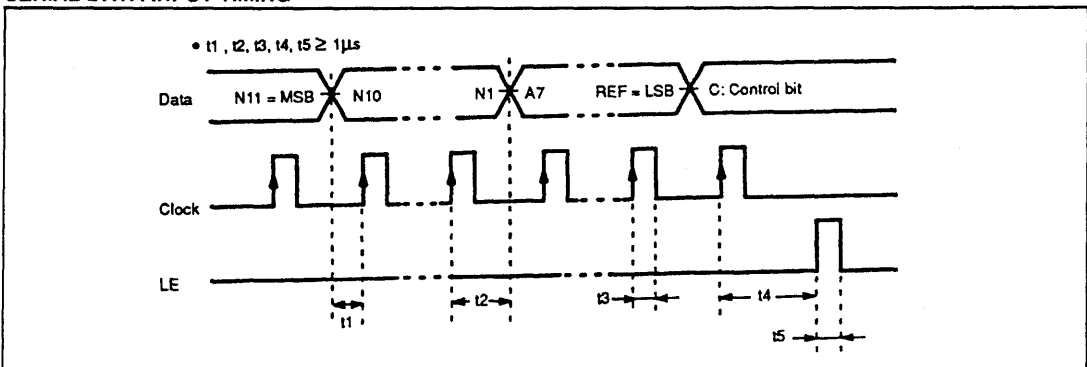 • t1 , t2, t3, t4, t5 ≥ 1µs
Data
N11 = MSB
N10
N1
A7
REF = LSB
C: Control bit
Clock
LE
t1
t2
t3
t4
t5